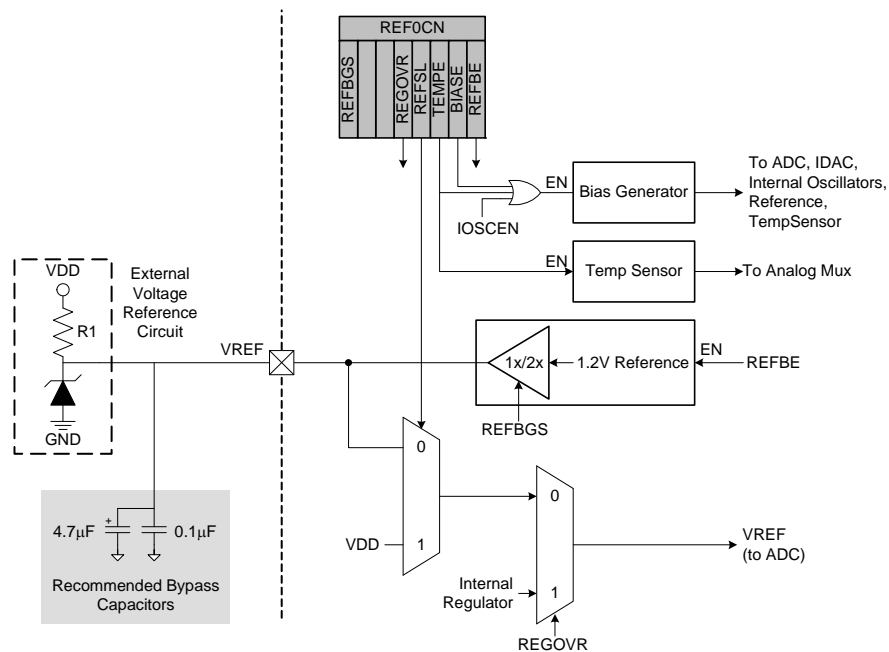 REF0CN
REFBGS
REGOVR
REFSL
TEMPE
BIASE
REFBE
EN
Bias Generator
To ADC, IDAC,
Internal Oscillators,
Reference,
TempSensor
IOSCEN
EN
Temp Sensor
To Analog Mux
VDD
R1
GND
External
Voltage
Reference
Circuit
VREF
1x/2x
1.2V Reference
EN
REFBE
REFBGS
0
VDD
1
0
Internal
Regulator
1
VREF
(to ADC)
REGOVR
4.7µF
+
0.1µF
Recommended Bypass
Capacitors